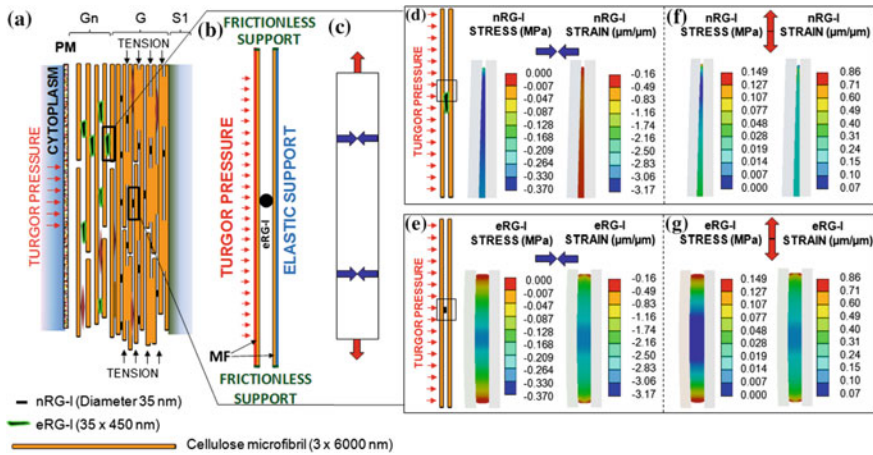 (a)
Gn
G
S1
PM
TENSION
CYTOPLASM
TURGOR PRESSURE
TENSION
nRG-I (Diameter 35 nm)
eRG-I (35 x 450 nm)
Cellulose microfibril (3 x 6000 nm)
FRICTIONLESS
SUPPORT
(b)
TURGOR PRESSURE
eRG-I
ELASTIC SUPPORT
MF
FRICTIONLESS
SUPPORT
(c)
(d)
TURGOR PRESSURE
nRG-I
STRESS (MPa)
0.000
-0.007
-0.047
-0.087
-0.128
-0.168
-0.209
-0.264
-0.330
-0.370
nRG-I
STRAIN (µm/µm)
-0.16
-0.49
-0.83
-1.60
-1.94
-2.16
-2.50
-2.83
-3.06
-3.17
(f)
nRG-I
STRESS (MPa)
0.149
0.127
0.107
0.077
0.048
0.028
0.019
0.014
0.007
0.000
nRG-I
STRAIN (µm/µm)
0.86
0.71
0.60
0.49
0.40
0.31
0.24
0.15
0.10
0.07
(e)
TURGOR PRESSURE
eRG-I
STRESS (MPa)
0.000
-0.007
-0.047
-0.087
-0.128
-0.168
-0.209
-0.264
-0.330
-0.370
eRG-I
STRAIN (µm/µm)
-0.16
-0.49
-0.83
-1.60
-1.94
-2.16
-2.50
-2.83
-3.06
-3.17
(g)
eRG-I
STRESS (MPa)
0.149
0.127
0.107
0.077
0.048
0.028
0.019
0.014
0.007
0.000
eRG-I
STRAIN (µm/µm)
0.86
0.71
0.60
0.49
0.40
0.31
0.24
0.15
0.10
0.07